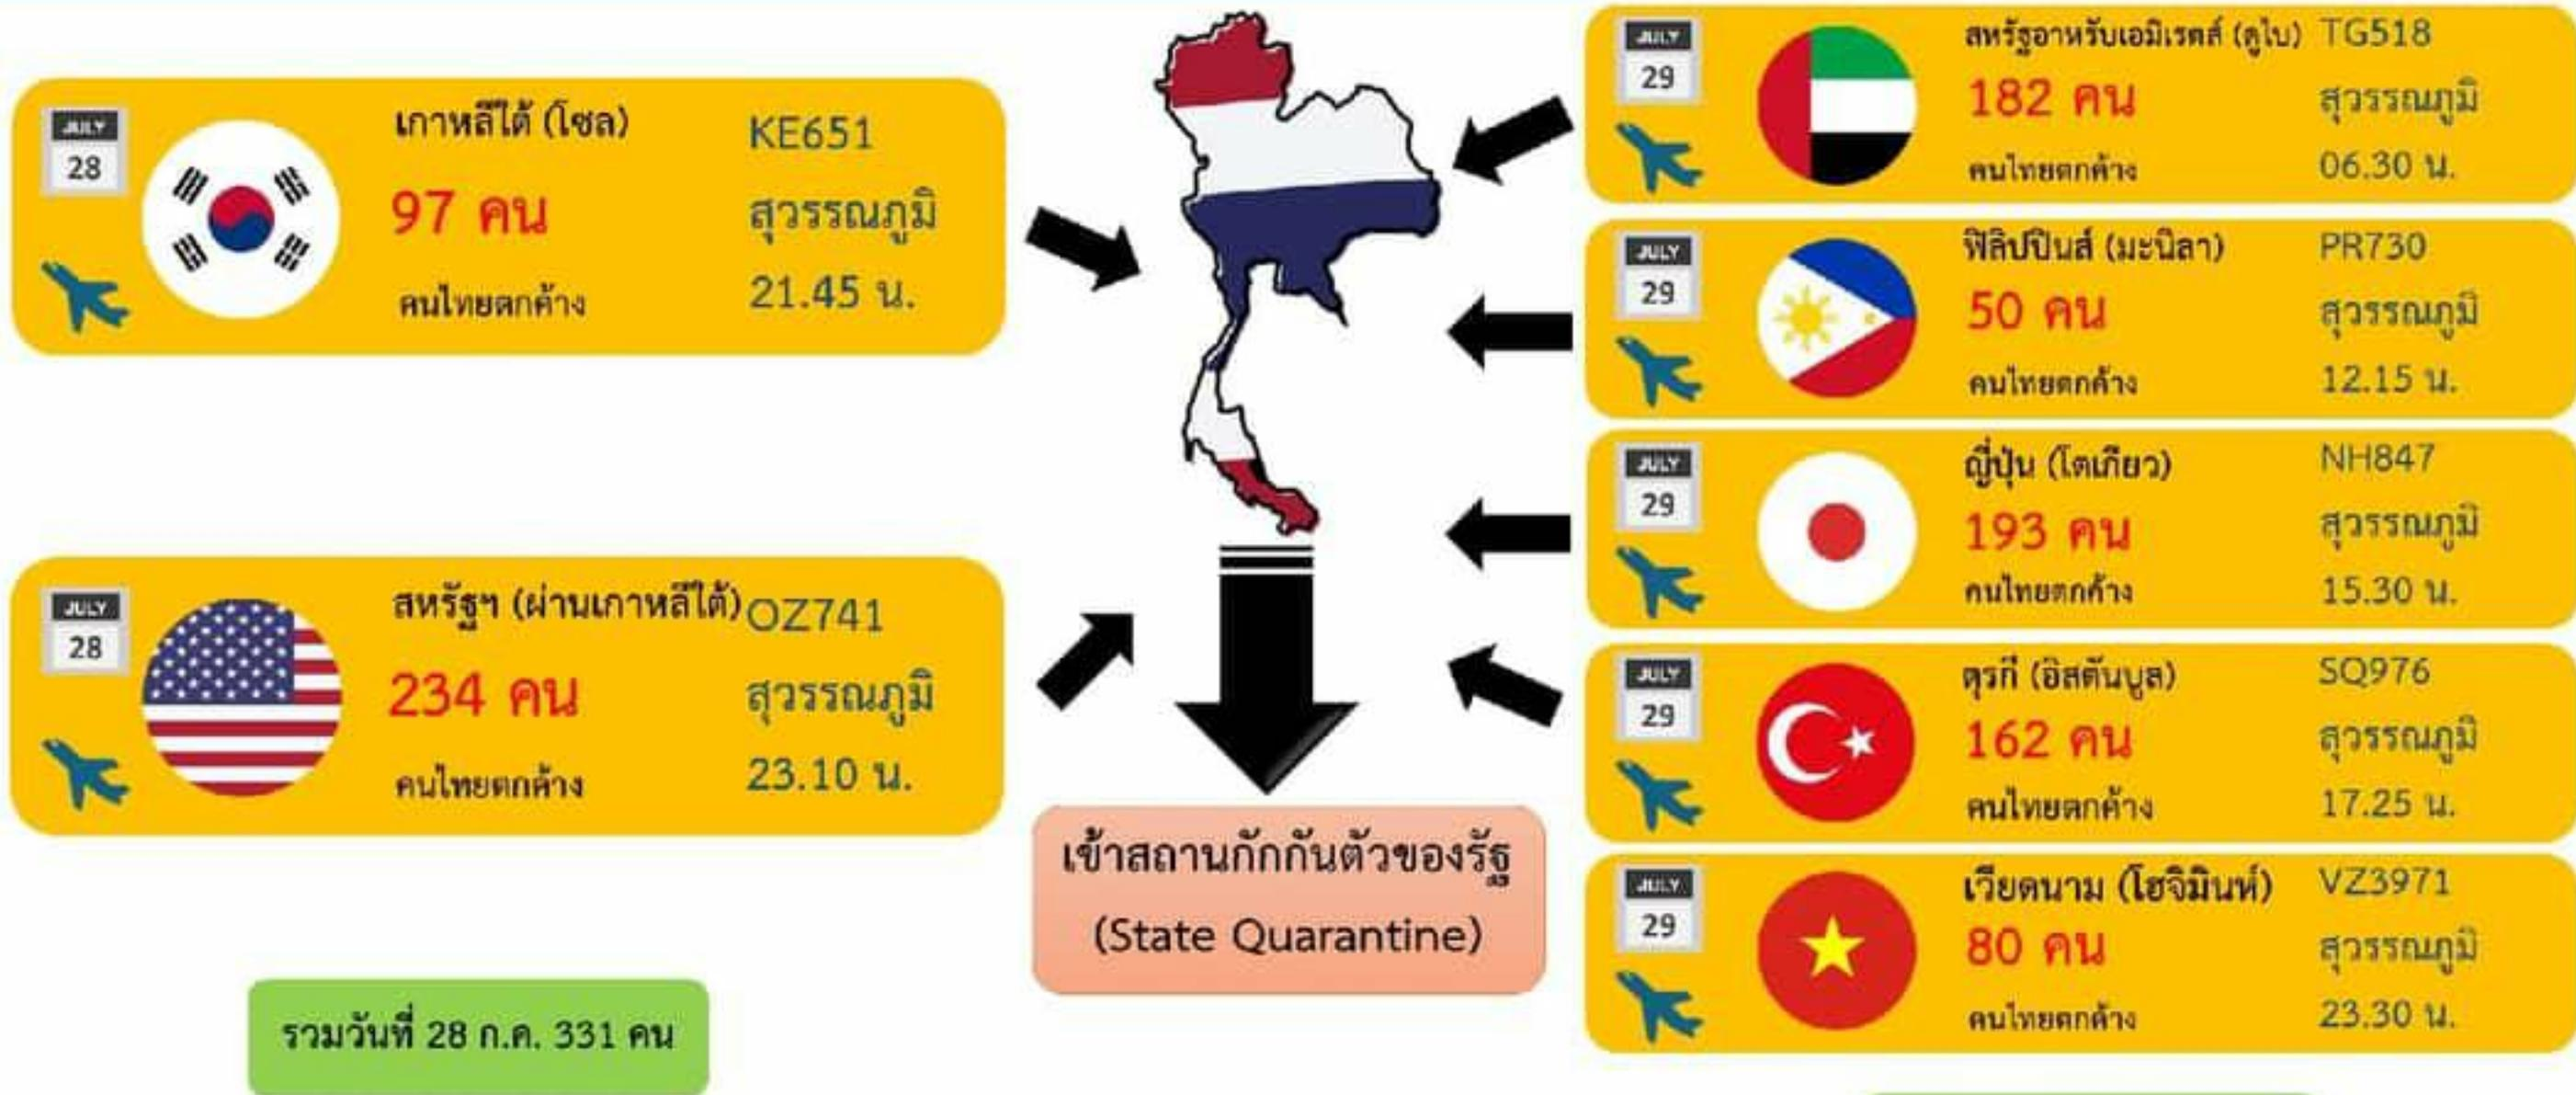 JULY
28
เกาหลีใต้ (โซล)
97 คน
คนไทยตกค้าง
KE651
สุวรรณภูมิ
21.45 น.
JULY
28
สหรัฐฯ (ผ่านเกาหลีใต้)
234 คน
คนไทยตกค้าง
OZ741
สุวรรณภูมิ
23.10 น.
รวมวันที่ 28 ก.ค. 331 คน
เข้าสถานกักกันตัวของรัฐ
(State Quarantine)
JULY
29
สหรัฐอาหรับเอมิเรตส์ (ดูไบ)
182 คน
คนไทยตกค้าง
TG518
สุวรรณภูมิ
06.30 น.
JULY
29
ฟิลิปปินส์ (มะนิลา)
50 คน
คนไทยตกค้าง
PR730
สุวรรณภูมิ
12.15 น.
JULY
29
ญี่ปุ่น (โตเกียว)
193 คน
คนไทยตกค้าง
NH847
สุวรรณภูมิ
15.30 น.
JULY
29
ตุรกี (อิสตันบูล)
162 คน
คนไทยตกค้าง
SQ976
สุวรรณภูมิ
17.25 น.
JULY
29
เวียดนาม (โฮจิมินห์)
80 คน
คนไทยตกค้าง
VZ3971
สุวรรณภูมิ
23.30 น.